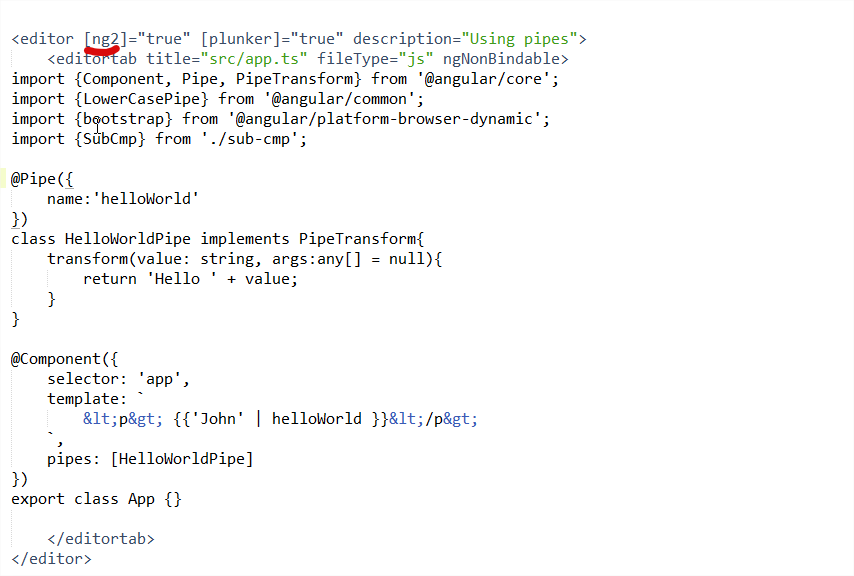 <editor [ng2]="true" [plunker]="true" description="Using pipes">
    <editortab title="src/app.ts" fileType="js" ngNonBindable>
import {Component, Pipe, PipeTransform} from '@angular/core';
import {LowerCasePipe} from '@angular/common';
import {bootstrap} from '@angular/platform-browser-dynamic';
import {SubCmp} from './sub-cmp';

@Pipe({
    name:'helloWorld'
})
class HelloWorldPipe implements PipeTransform{
    transform(value: string, args:any[] = null){
        return 'Hello ' + value;
    }
}

@Component({
    selector: 'app',
    template: `
        &lt;p&gt; {{'John' | helloWorld }}&lt;/p&gt;
    `,
    pipes: [HelloWorldPipe]
})
export class App {}

    </editortab>
</editor>